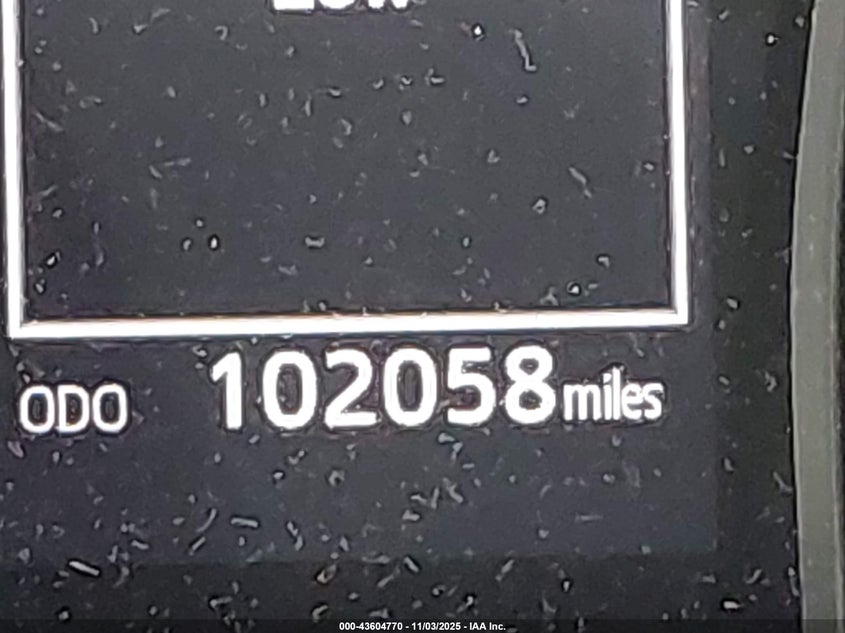 ODO 102058 miles
000-43604770 - 11/03/2025 - IAA Inc.